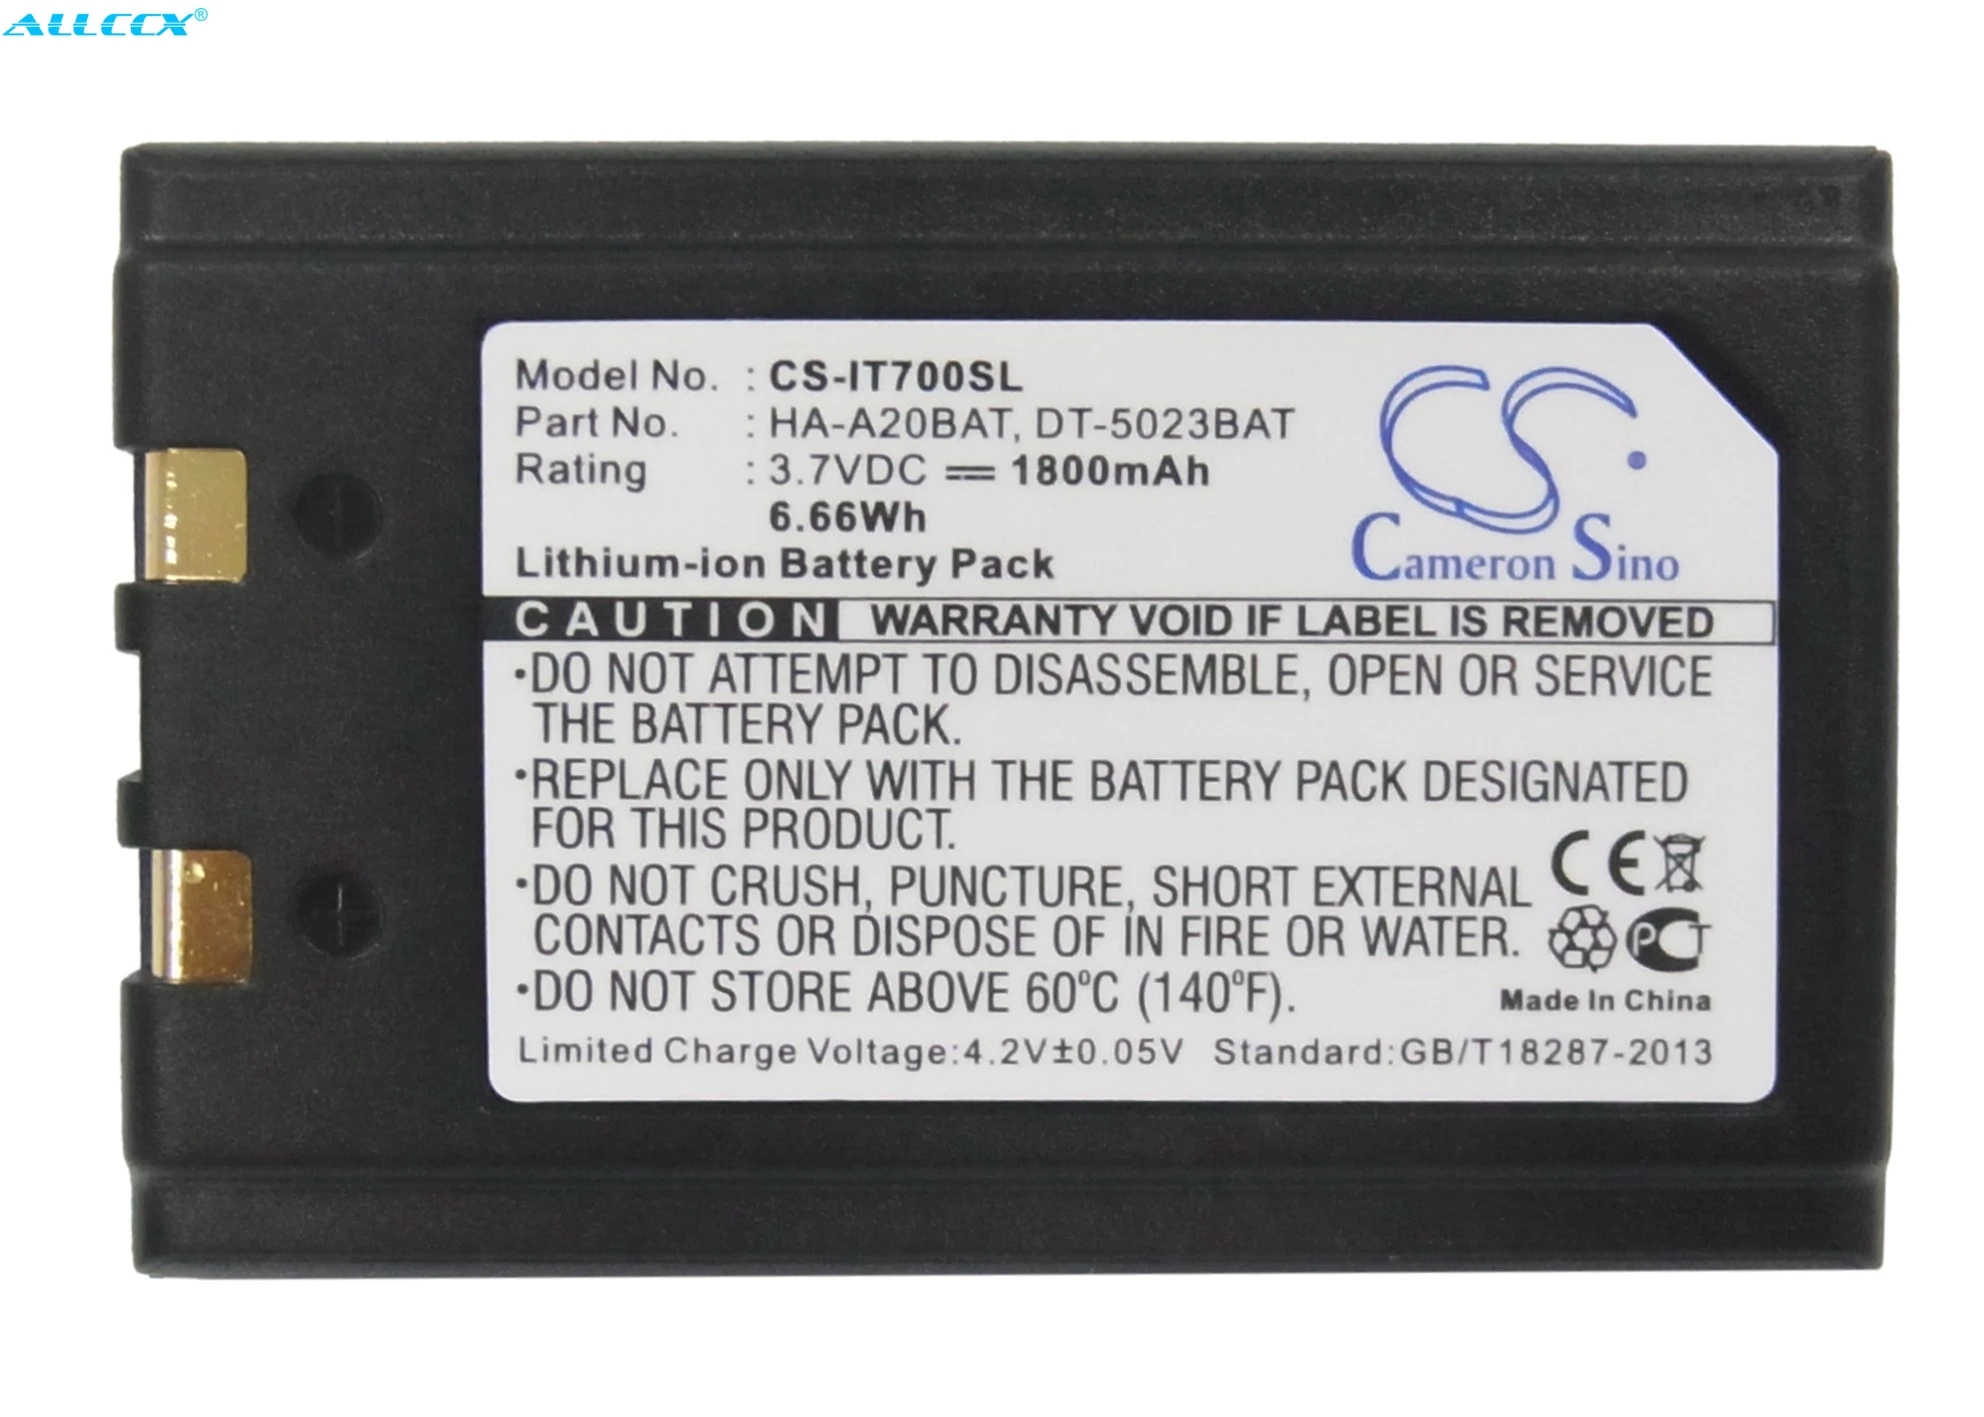 ALLCCX®
Model No. : CS-IT700SL
Part No. : HA-A20BAT, DT-5023BAT
Rating : 3.7VDC ⎓ 1800mAh
6.66Wh
Lithium-ion Battery Pack
CS
Cameron Sino
CAUTION WARRANTY VOID IF LABEL IS REMOVED
•DO NOT ATTEMPT TO DISASSEMBLE, OPEN OR SERVICE
THE BATTERY PACK.
•REPLACE ONLY WITH THE BATTERY PACK DESIGNATED
FOR THIS PRODUCT.
•DO NOT CRUSH, PUNCTURE, SHORT EXTERNAL
CONTACTS OR DISPOSE OF IN FIRE OR WATER.
CE
PCT
•DO NOT STORE ABOVE 60°C (140°F).
Made In China
Limited Charge Voltage:4.2V±0.05V Standard:GB/T18287-2013